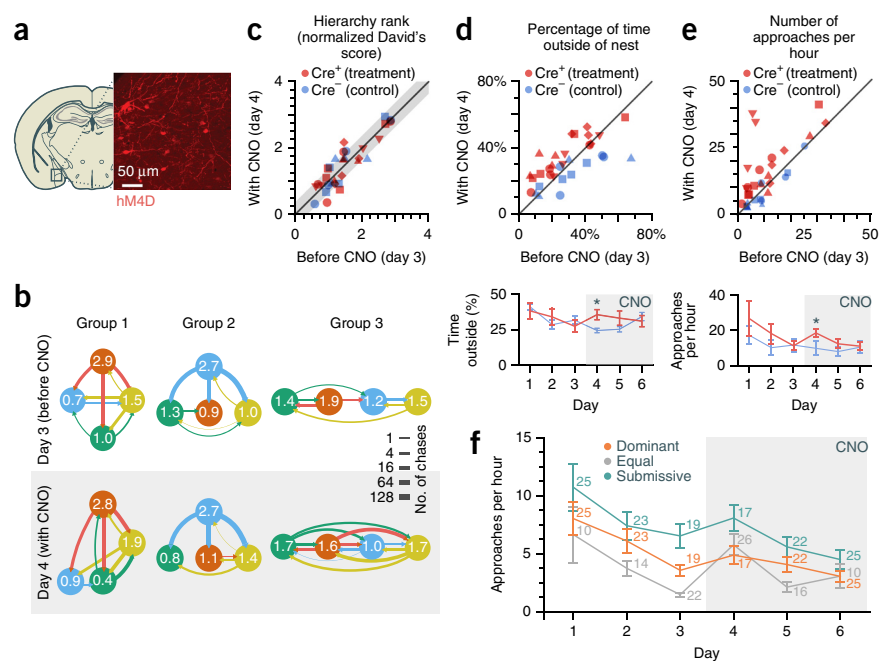 a
50 µm
hM4D
b
Group 1
Group 2
Group 3
Day 3 (before CNO)
2.9
0.7
1.5
1.0
2.7
1.3
0.9
1.0
1.4
1.9
1.2
1.5
1
4
16
64
128
No. of chases
Day 4 (with CNO)
2.8
1.9
0.9
0.4
2.7
0.8
1.1
1.4
1.7
1.6
1.0
1.7
c
Hierarchy rank
(normalized David's
score)
Cre+ (treatment)
Cre− (control)
With CNO (day 4)
4
2
0
0
2
4
Before CNO (day 3)
d
Percentage of time
outside of nest
Cre+ (treatment)
Cre− (control)
With CNO (day 4)
80%
40%
0
0
40%
80%
Before CNO (day 3)
Time
outside (%)
50
25
0
*
CNO
1 2 3 4 5 6
Day
e
Number of
approaches per
hour
Cre+ (treatment)
Cre− (control)
With CNO (day 4)
50
25
0
0
25
50
Before CNO (day 3)
Approaches
per hour
40
20
0
*
CNO
1 2 3 4 5 6
Day
f
Approaches per hour
15
10
5
0
Dominant
Equal
Submissive
CNO
25
25
10
23
23
14
19
19
22
17
26
17
22
22
16
25
10
25
1 2 3 4 5 6
Day